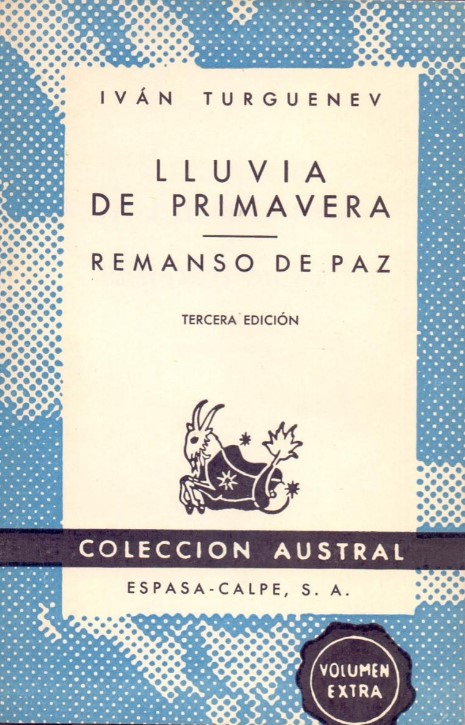 IVÁN TURGUENEV
LLUVIA
DE PRIMAVERA
REMANSO DE PAZ
TERCERA EDICIÓN
COLECCION AUSTRAL
ESPASA-CALPE, S. A.
VOLUMEN
EXTRA